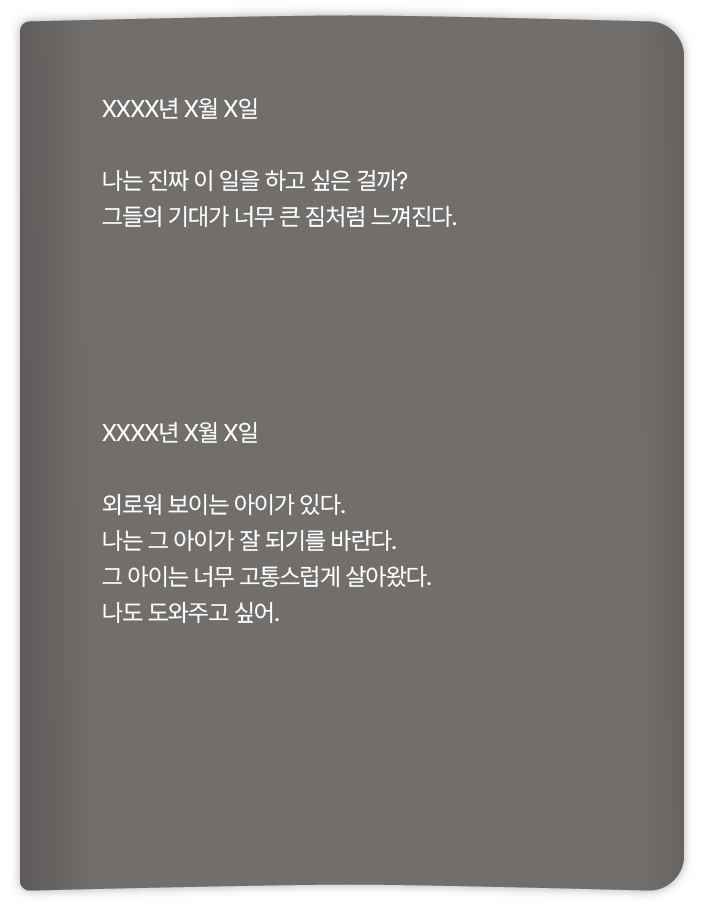 XXXX년 X월 X일
나는 진짜 이 일을 하고 싶은 걸까?
그들의 기대가 너무 큰 짐처럼 느껴진다.
XXXX년 X월 X일
외로워 보이는 아이가 있다.
나는 그 아이가 잘 되기를 바란다.
그 아이는 너무 고통스럽게 살아왔다.
나도 도와주고 싶어.